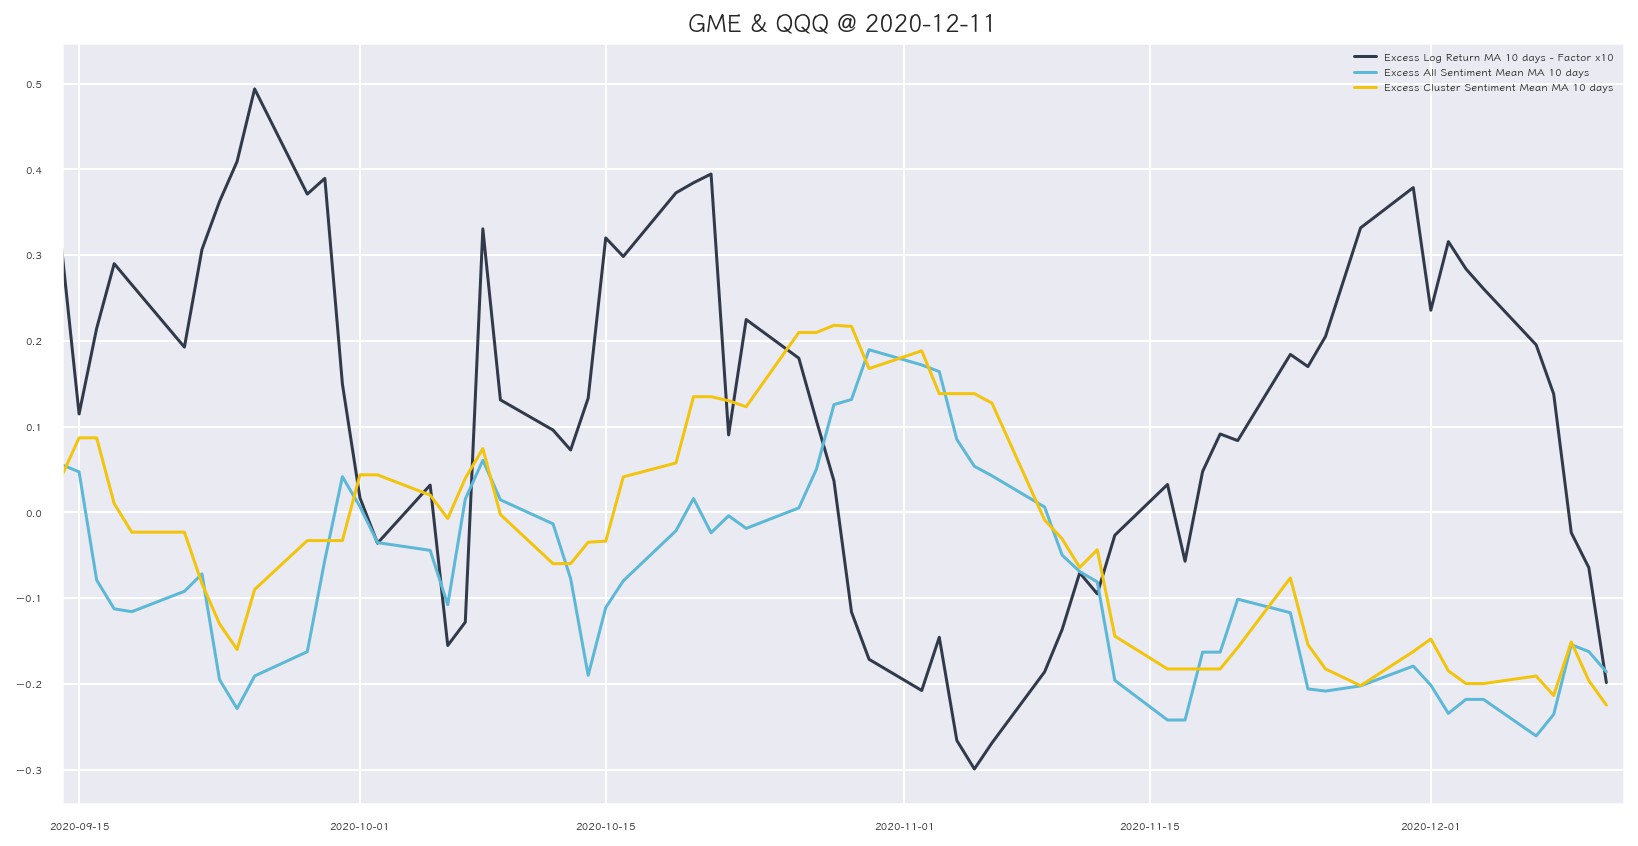 GME & QQQ @ 2020-12-11
Excess Log Return MA 10 days - Factor x10
Excess All Sentiment Mean MA 10 days
Excess Cluster Sentiment Mean MA 10 days
0.5
0.4
0.3
0.2
0.1
0.0
−0.1
−0.2
−0.3
2020-09-15 2020-10-01 2020-10-15 2020-11-01 2020-11-15 2020-12-01